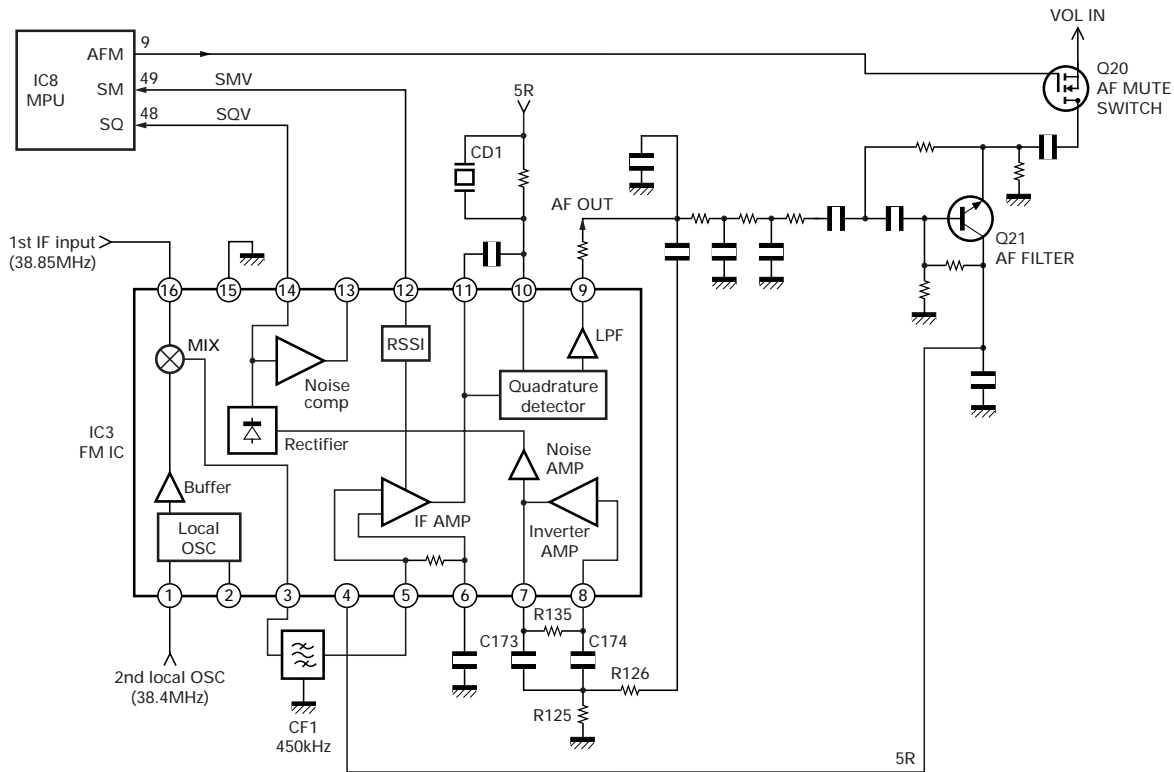 VOL IN
AFM
9
IC8
MPU
SM
49
SMV
SQ
48
SQV
Q20
AF MUTE
SWITCH
5R
CD1
AF OUT
Q21
AF FILTER
1st IF input
(38.85MHz)
16
15
14
13
12
11
10
9
MIX
RSSI
LPF
Noise
comp
Quadrature
detector
IC3
FM IC
Rectifier
Noise
AMP
Buffer
IF AMP
Inverter
AMP
Local
OSC
1
2
3
4
5
6
7
8
R135
C173
C174
R126
2nd local OSC
(38.4MHz)
R125
CF1
450kHz
5R